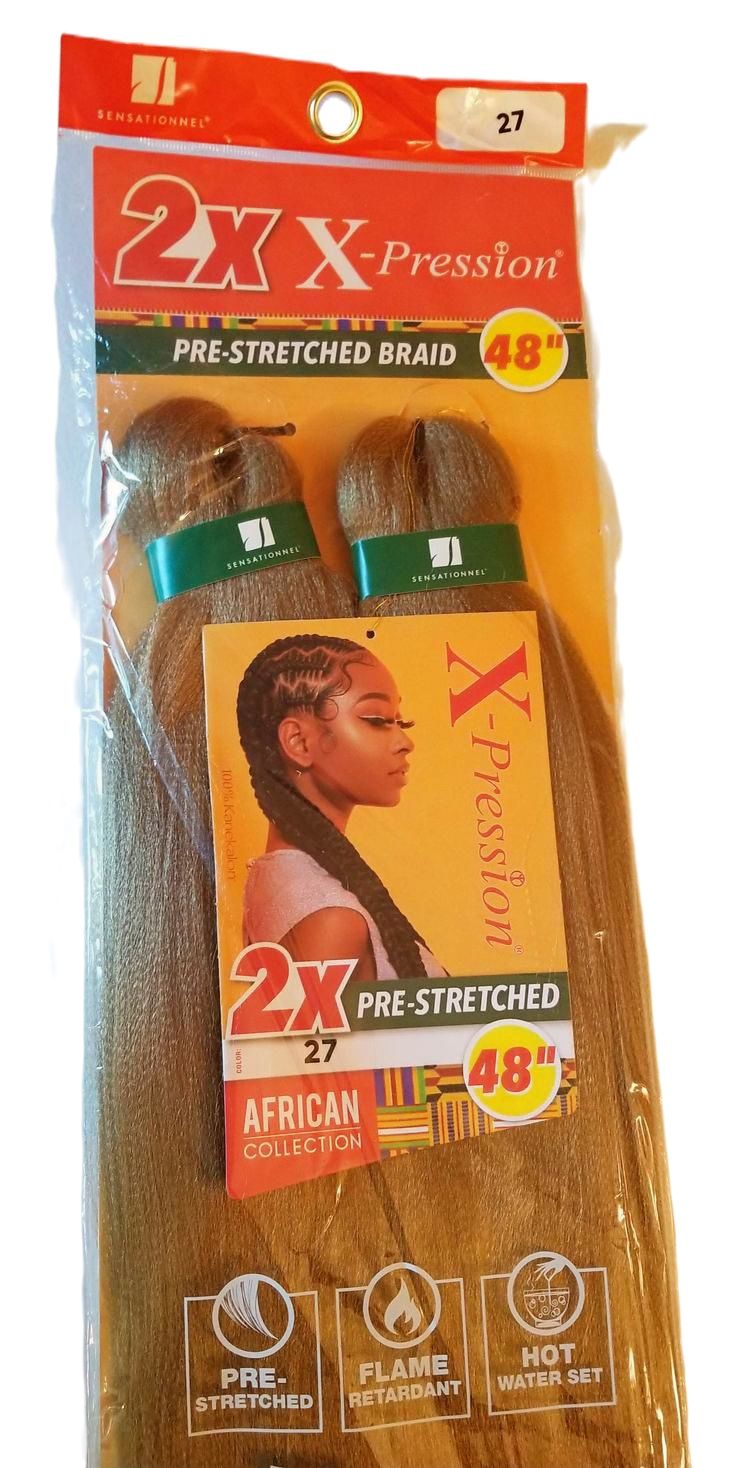 SENSATIONNEL®
27
2X X-Pression®
PRE-STRETCHED BRAID 48"
SENSATIONNEL®
SENSATIONNEL®
X-Pression®
100% Kanekalon
2X PRE-STRETCHED
COLOR: 27
48"
AFRICAN
COLLECTION
PRE-
STRETCHED
FLAME
RETARDANT
HOT
WATER SET